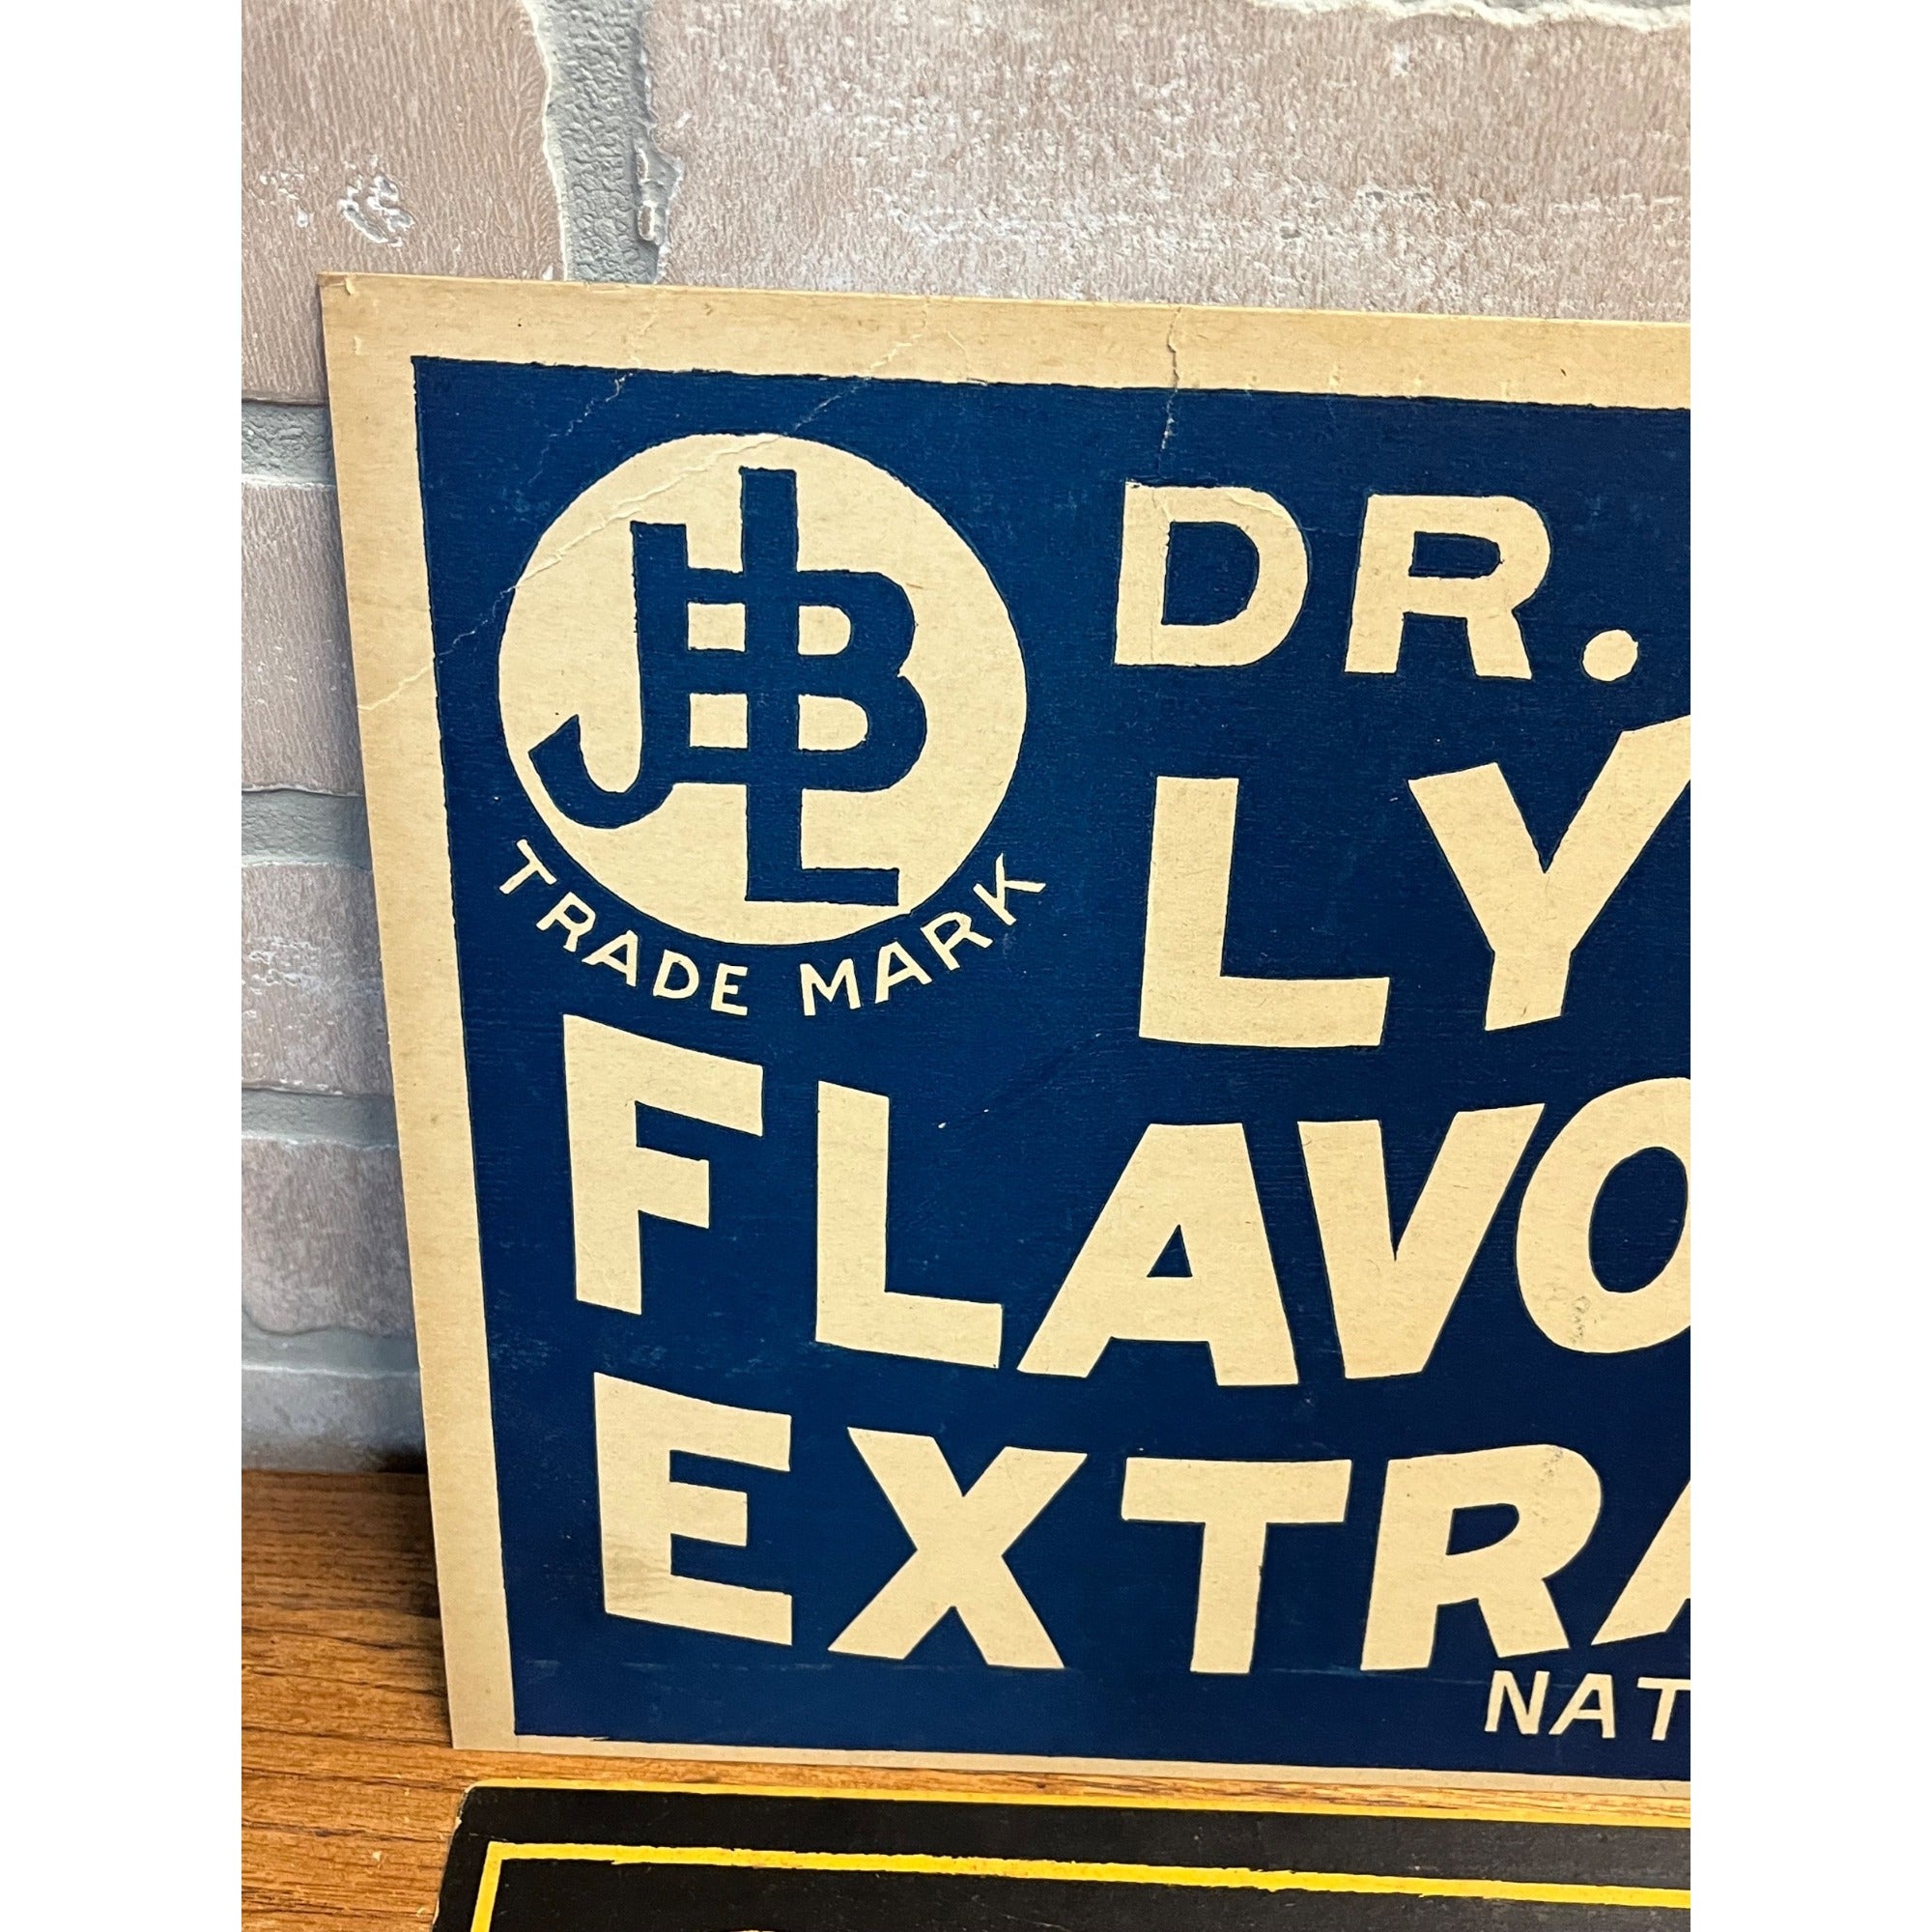 JBL
TRADE MARK
DR.
LY
FLAVO
EXTRA
NAT